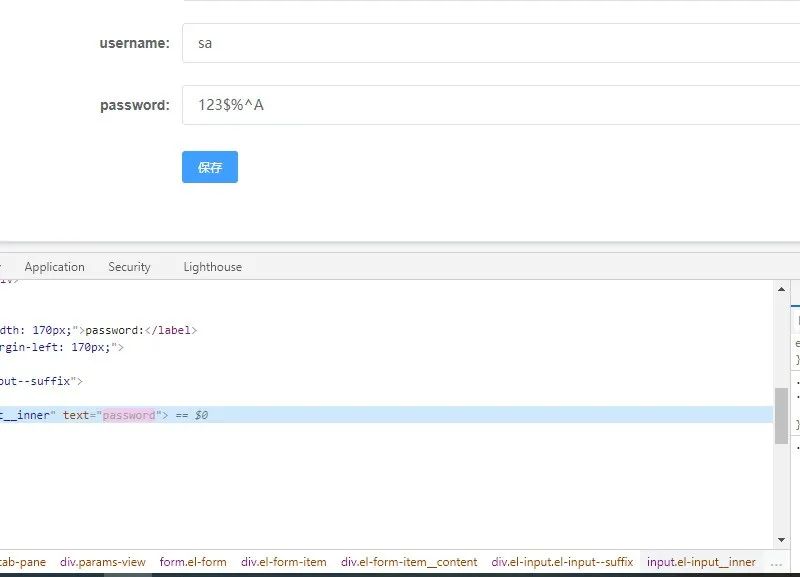 username:
sa
password:
123$%^A
保存
Application Security Lighthouse
dth: 170px;">password:</label>
rgin-left: 170px;">
put--suffix">
t__inner" text="password"> == $0
e
}
}
tab-pane div.params-view form.el-form div.el-form-item div.el-form-item__content div.el-input.el-input--suffix input.el-input__inner ...